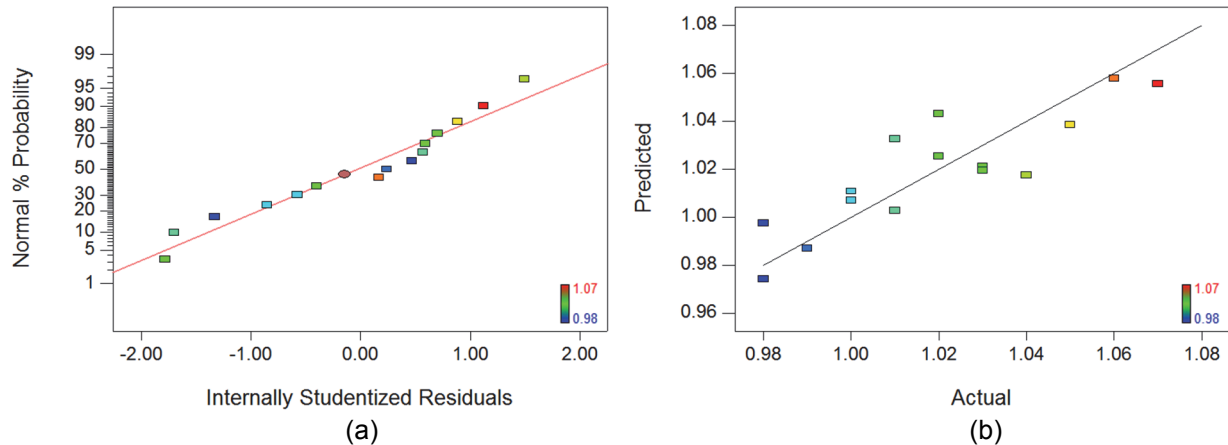 Normal % Probability
99
95
90
80
70
50
30
20
10
5
1
1.07
0.98
-2.00 -1.00 0.00 1.00 2.00
Internally Studentized Residuals
(a)
Predicted
1.08
1.06
1.04
1.02
1.00
0.98
0.96
1.07
0.98
0.98 1.00 1.02 1.04 1.06 1.08
Actual
(b)